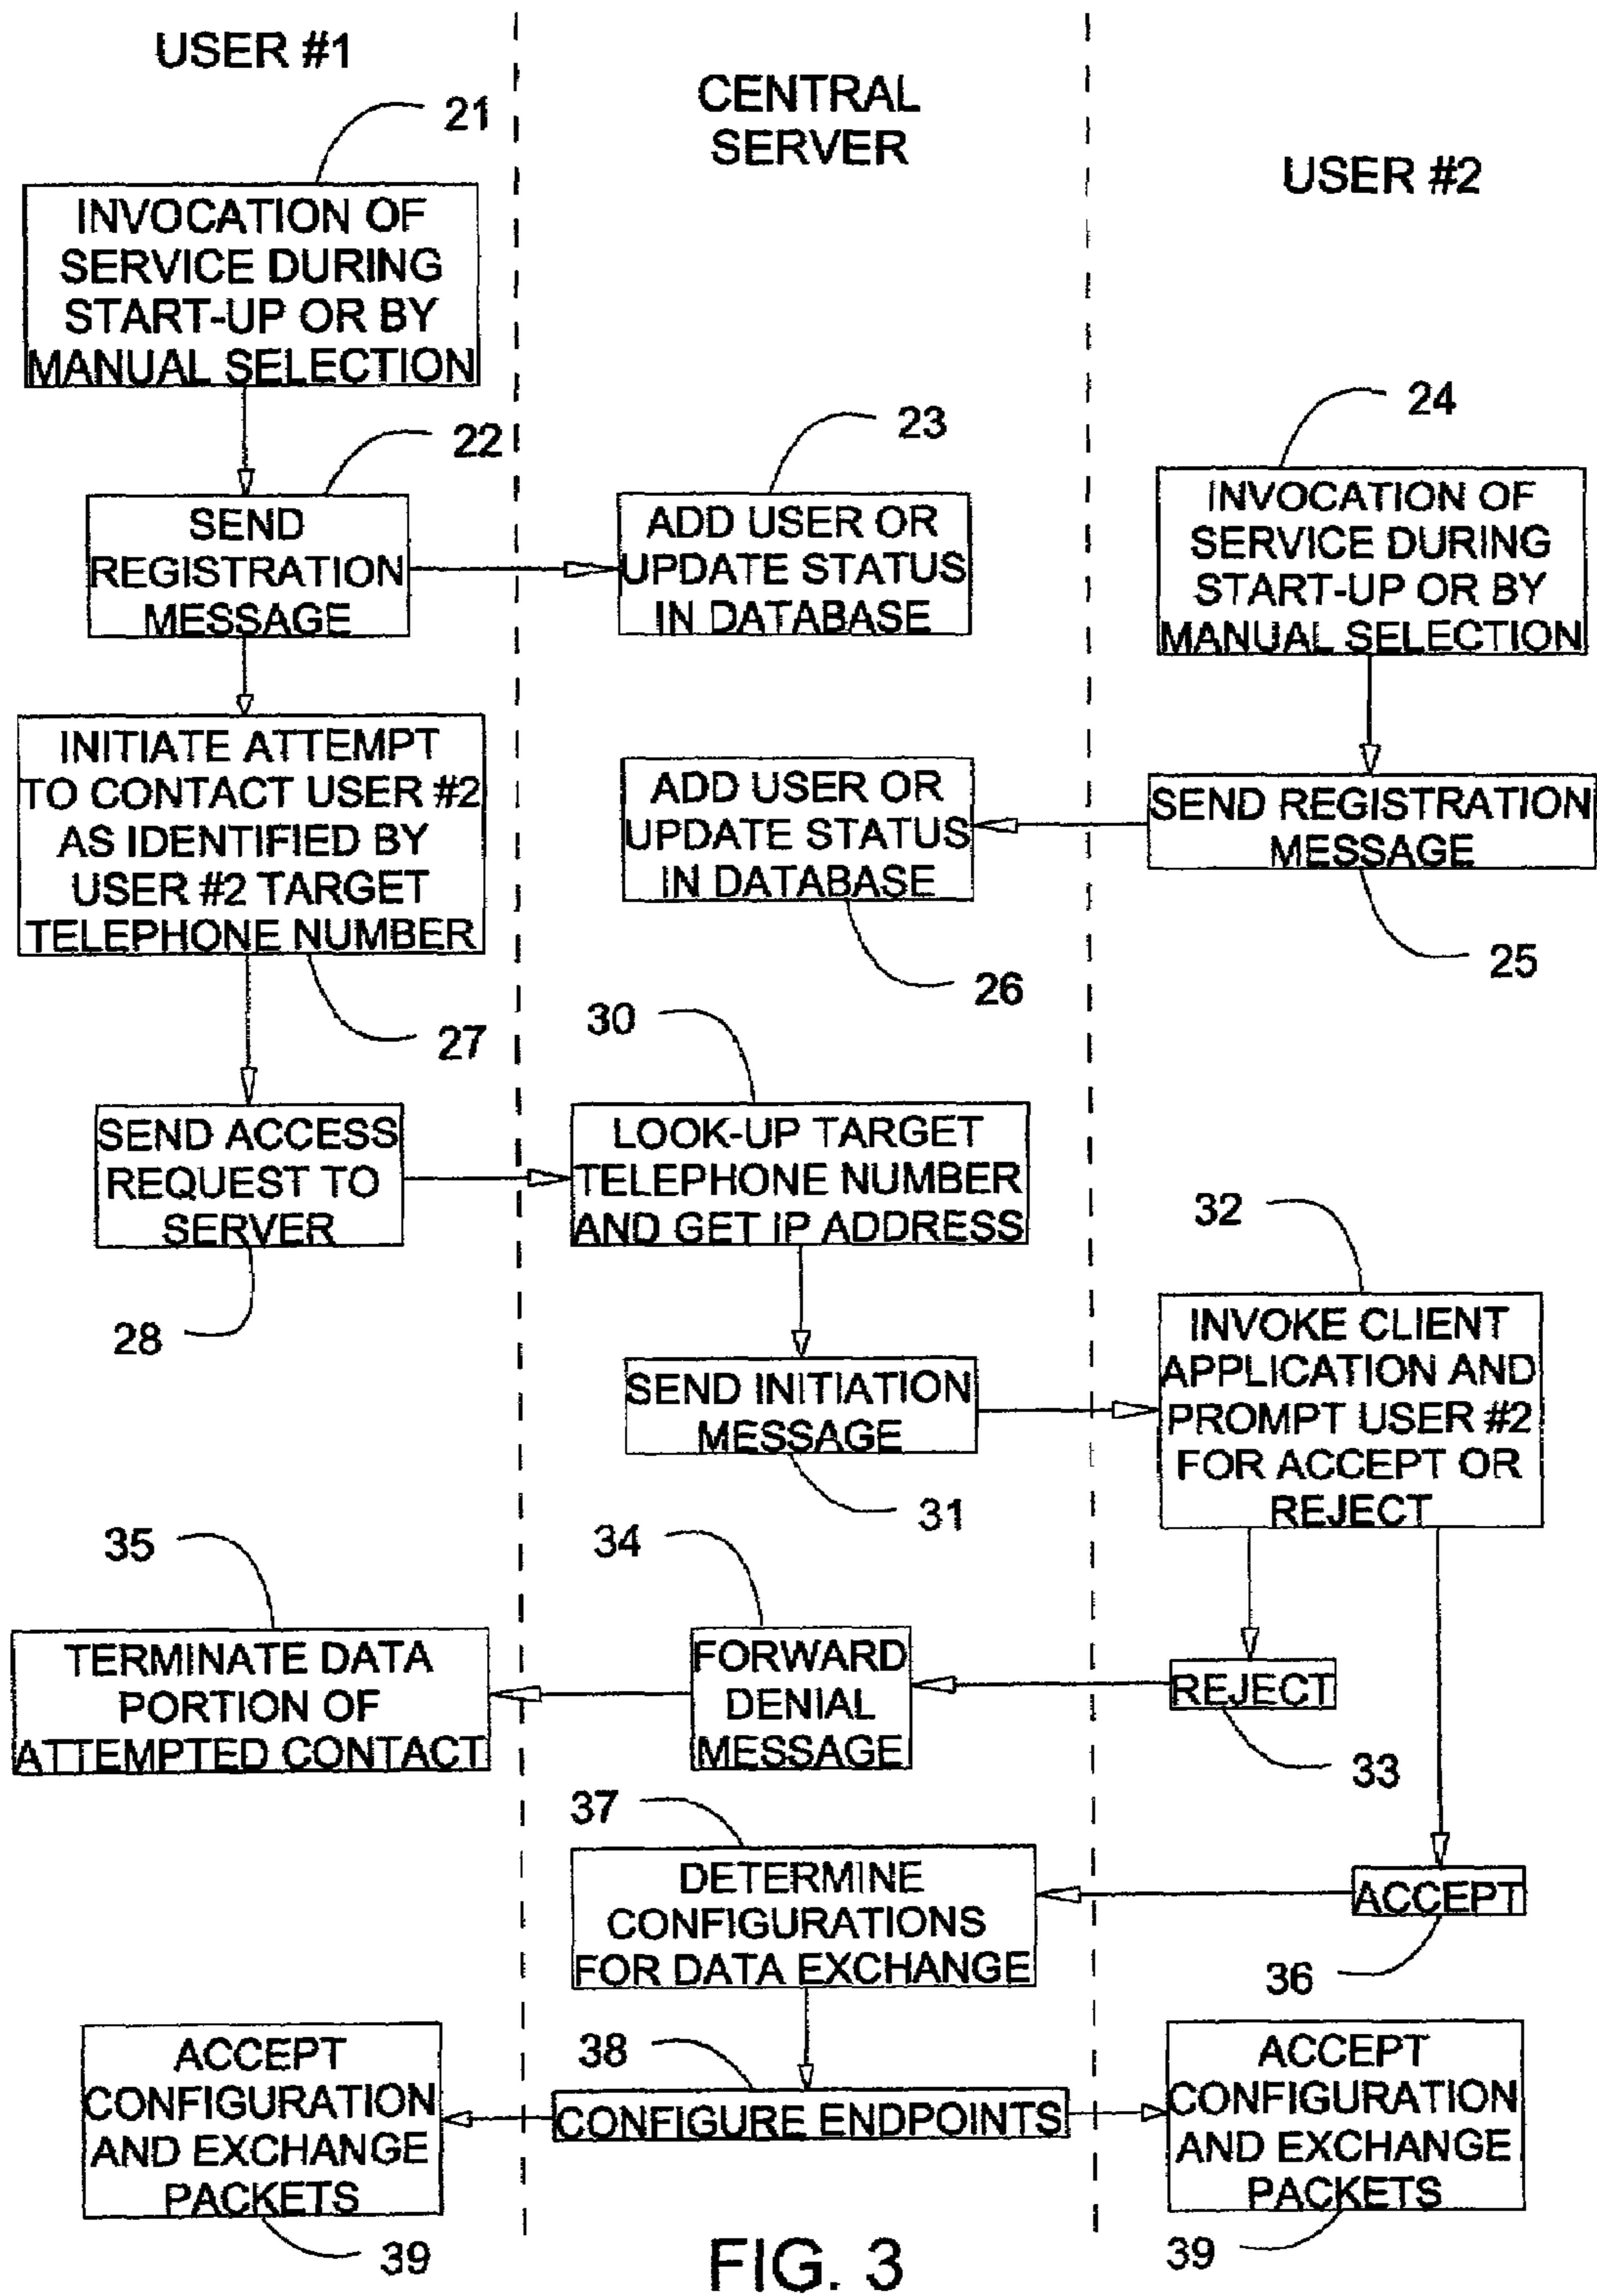 USER #1
CENTRAL
SERVER
USER #2
21
INVOCATION OF
SERVICE DURING
START-UP OR BY
MANUAL SELECTION
22
SEND
REGISTRATION
MESSAGE
23
ADD USER OR
UPDATE STATUS
IN DATABASE
24
INVOCATION OF
SERVICE DURING
START-UP OR BY
MANUAL SELECTION
INITIATE ATTEMPT
TO CONTACT USER #2
AS IDENTIFIED BY
USER #2 TARGET
TELEPHONE NUMBER
27
ADD USER OR
UPDATE STATUS
IN DATABASE
26
SEND REGISTRATION
MESSAGE
25
SEND ACCESS
REQUEST TO
SERVER
28
30
LOOK-UP TARGET
TELEPHONE NUMBER
AND GET IP ADDRESS
SEND INITIATION
MESSAGE
31
32
INVOKE CLIENT
APPLICATION AND
PROMPT USER #2
FOR ACCEPT OR
REJECT
35
TERMINATE DATA
PORTION OF
ATTEMPTED CONTACT
34
FORWARD
DENIAL
MESSAGE
REJECT
33
37
DETERMINE
CONFIGURATIONS
FOR DATA EXCHANGE
ACCEPT
36
ACCEPT
CONFIGURATION
AND EXCHANGE
PACKETS
39
38
CONFIGURE ENDPOINTS
ACCEPT
CONFIGURATION
AND EXCHANGE
PACKETS
39
FIG. 3